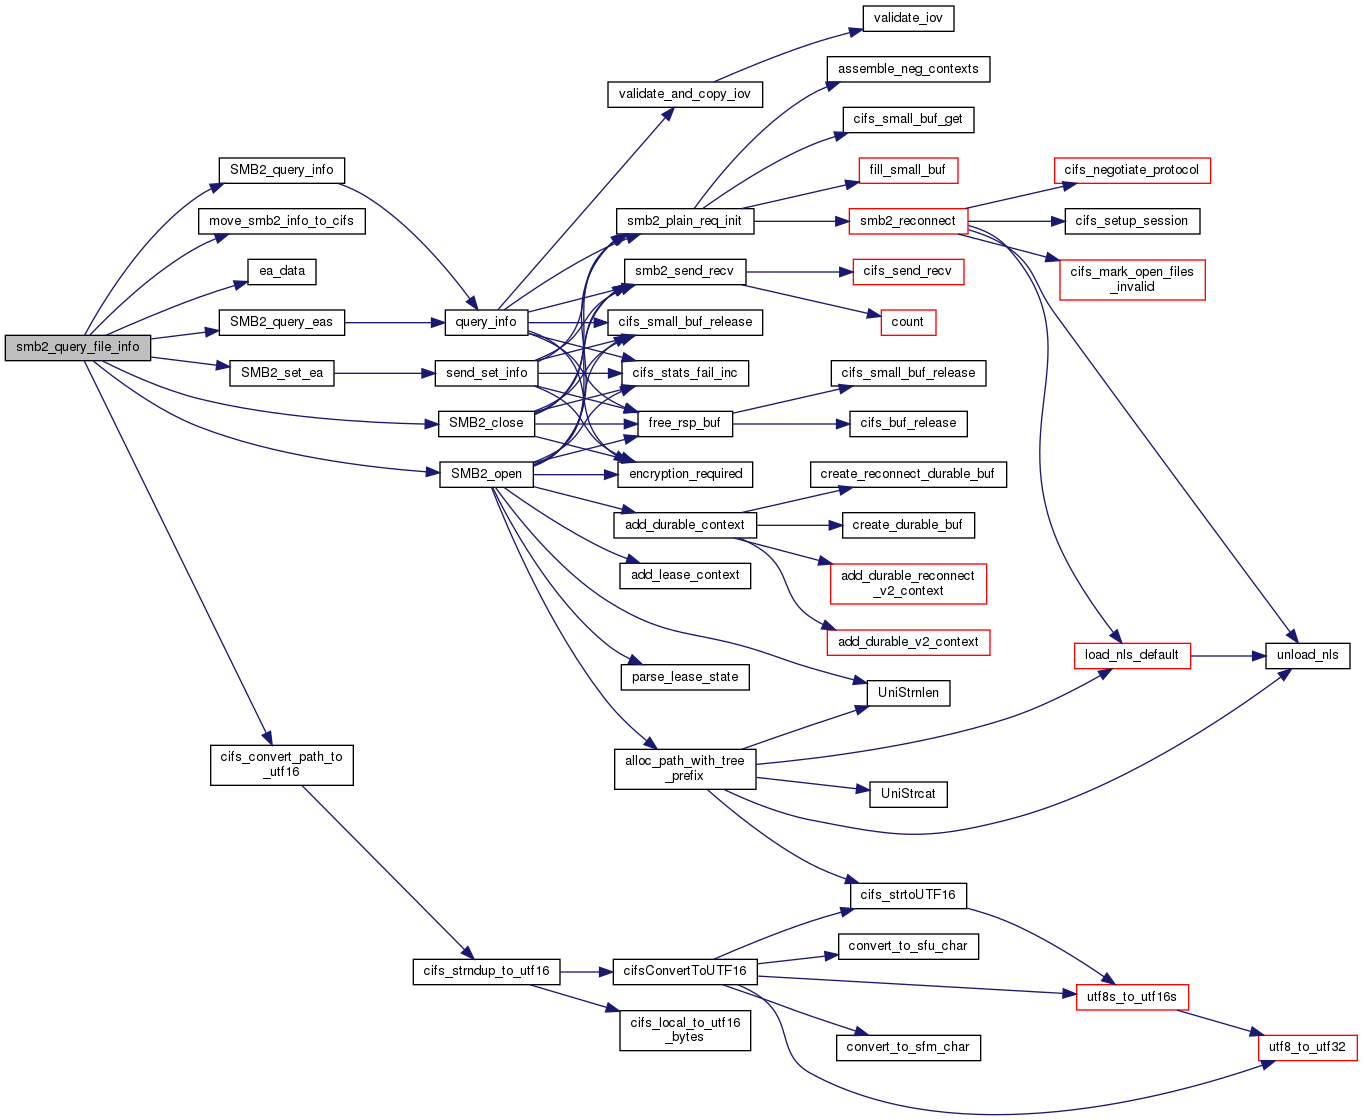 smb2_query_file_info
SMB2_query_info
move_smb2_info_to_cifs
ea_data
SMB2_query_eas
SMB2_set_ea
SMB2_close
SMB2_open
cifs_convert_path_to
_utf16
query_info
send_set_info
cifs_strndup_to_utf16
validate_and_copy_iov
smb2_plain_req_init
smb2_send_recv
cifs_small_buf_release
cifs_stats_fail_inc
free_rsp_buf
encryption_required
add_durable_context
add_lease_context
parse_lease_state
alloc_path_with_tree
_prefix
cifsConvertToUTF16
cifs_local_to_utf16
_bytes
validate_iov
assemble_neg_contexts
cifs_small_buf_get
fill_small_buf
smb2_reconnect
cifs_send_recv
count
cifs_small_buf_release
cifs_buf_release
create_reconnect_durable_buf
create_durable_buf
add_durable_reconnect
_v2_context
add_durable_v2_context
UniStrnlen
UniStrcat
cifs_strtoUTF16
convert_to_sfu_char
convert_to_sfm_char
cifs_negotiate_protocol
cifs_setup_session
cifs_mark_open_files
_invalid
load_nls_default
utf8s_to_utf16s
unload_nls
utf8_to_utf32